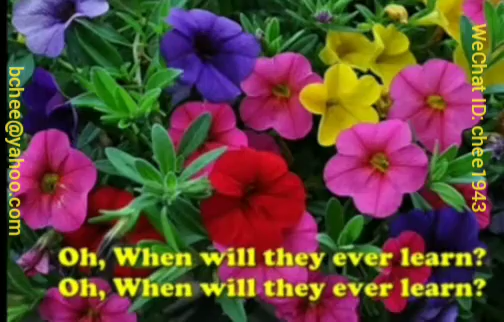 bchee@yahoo.com
WeChat ID: chee1943
Oh, When will they ever learn?
Oh, When will they ever learn?